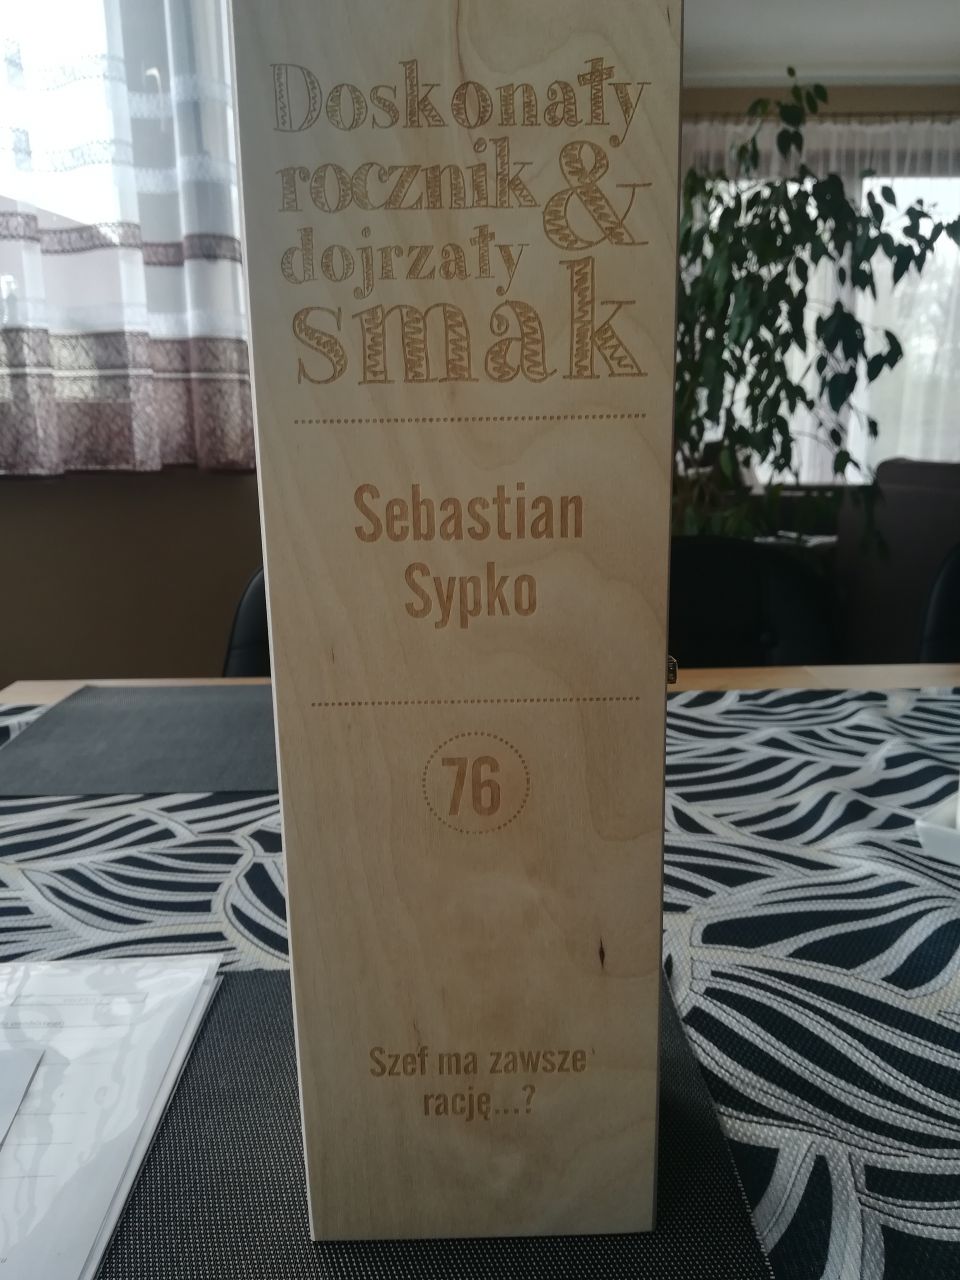 Doskonały
rocznik &
dojrzały
smak
Sebastian
Sypko
76
Szef ma zawsze
rację...?